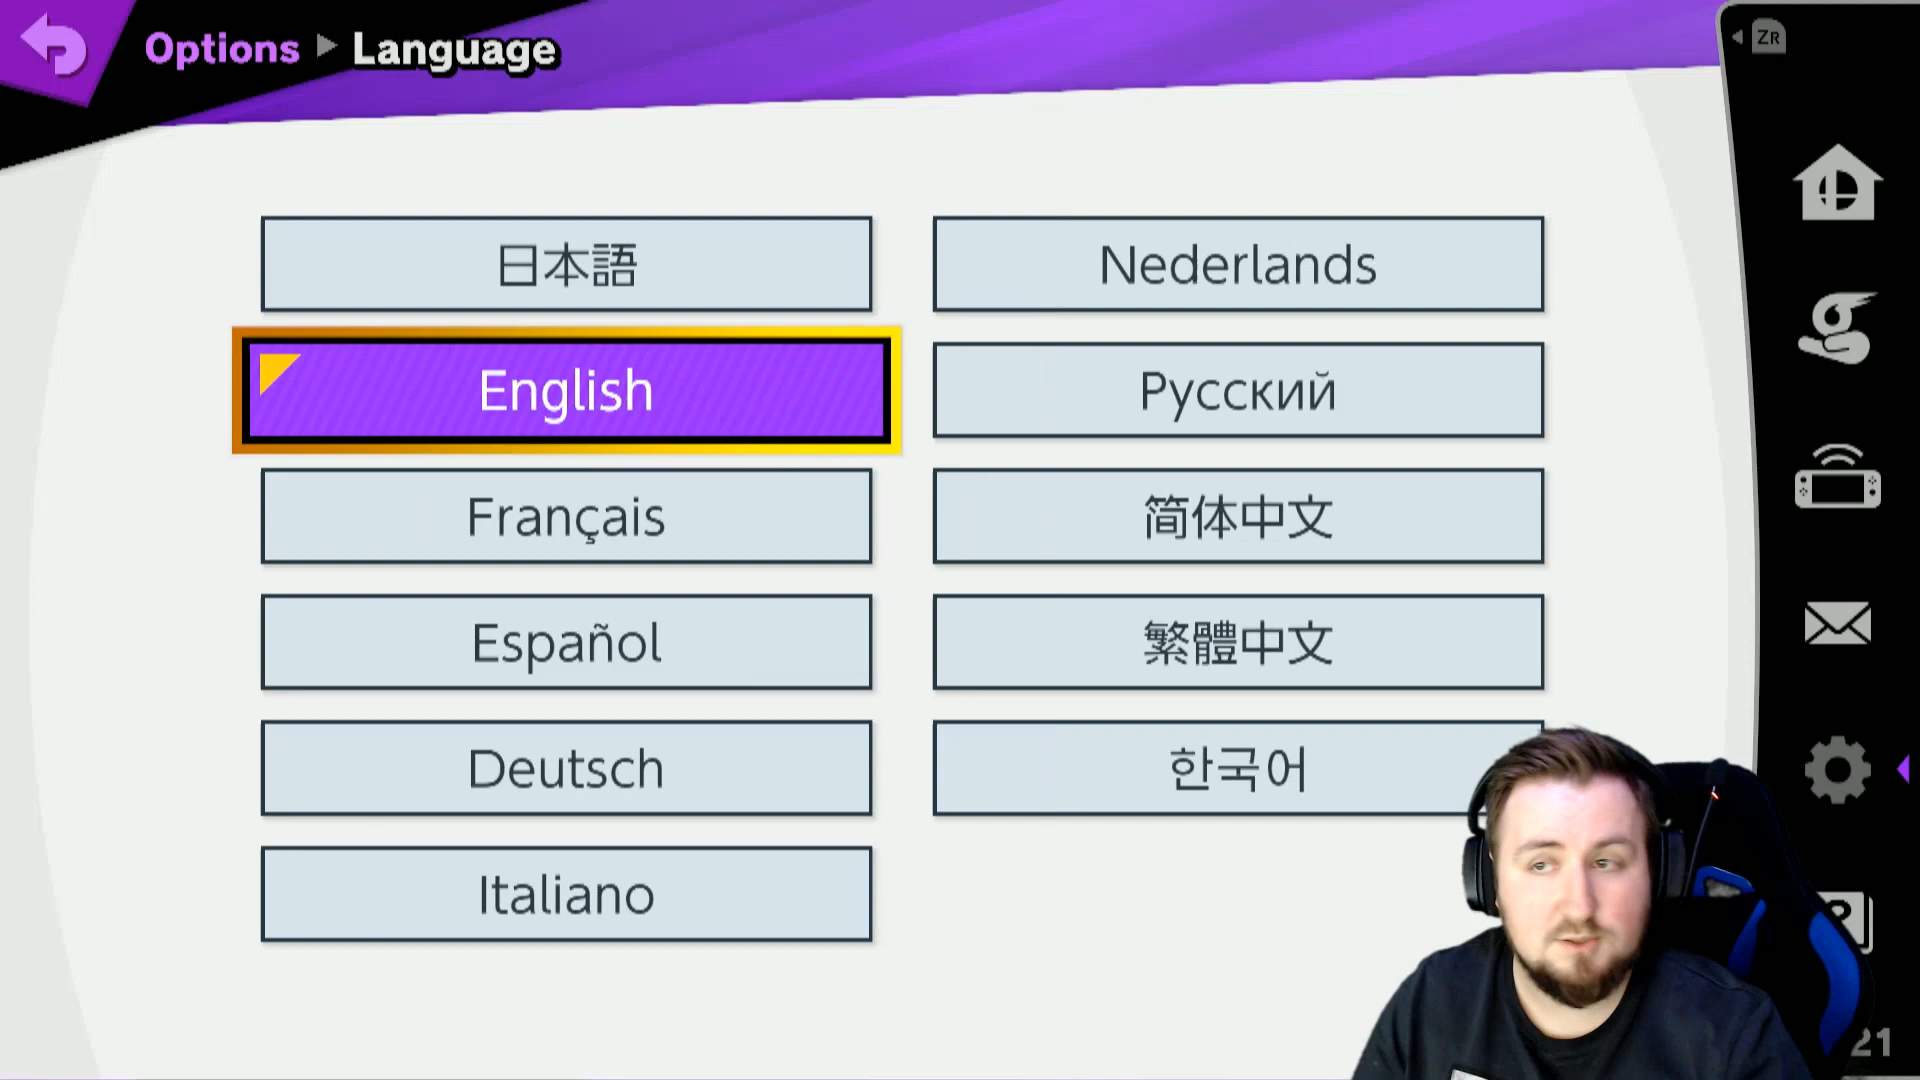 Options ▶ Language
ZR
日本語
Nederlands
English
Русский
Français
简体中文
Español
繁體中文
Deutsch
한국어
Italiano
21